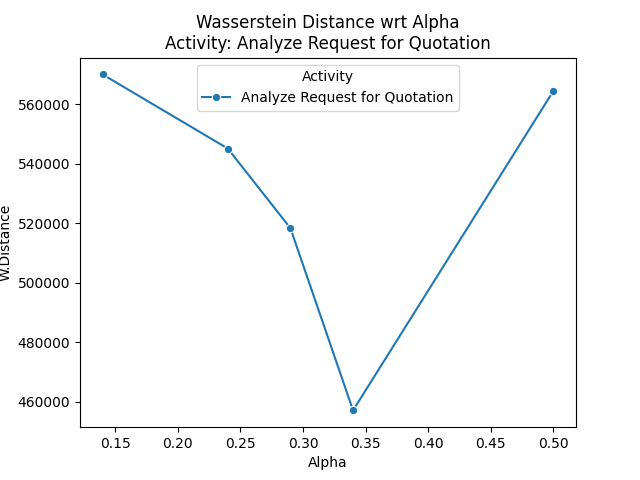 Wasserstein Distance wrt Alpha
Activity: Analyze Request for Quotation
Activity
Analyze Request for Quotation
W.Distance
560000
540000
520000
500000
480000
460000
0.15 0.20 0.25 0.30 0.35 0.40 0.45 0.50
Alpha